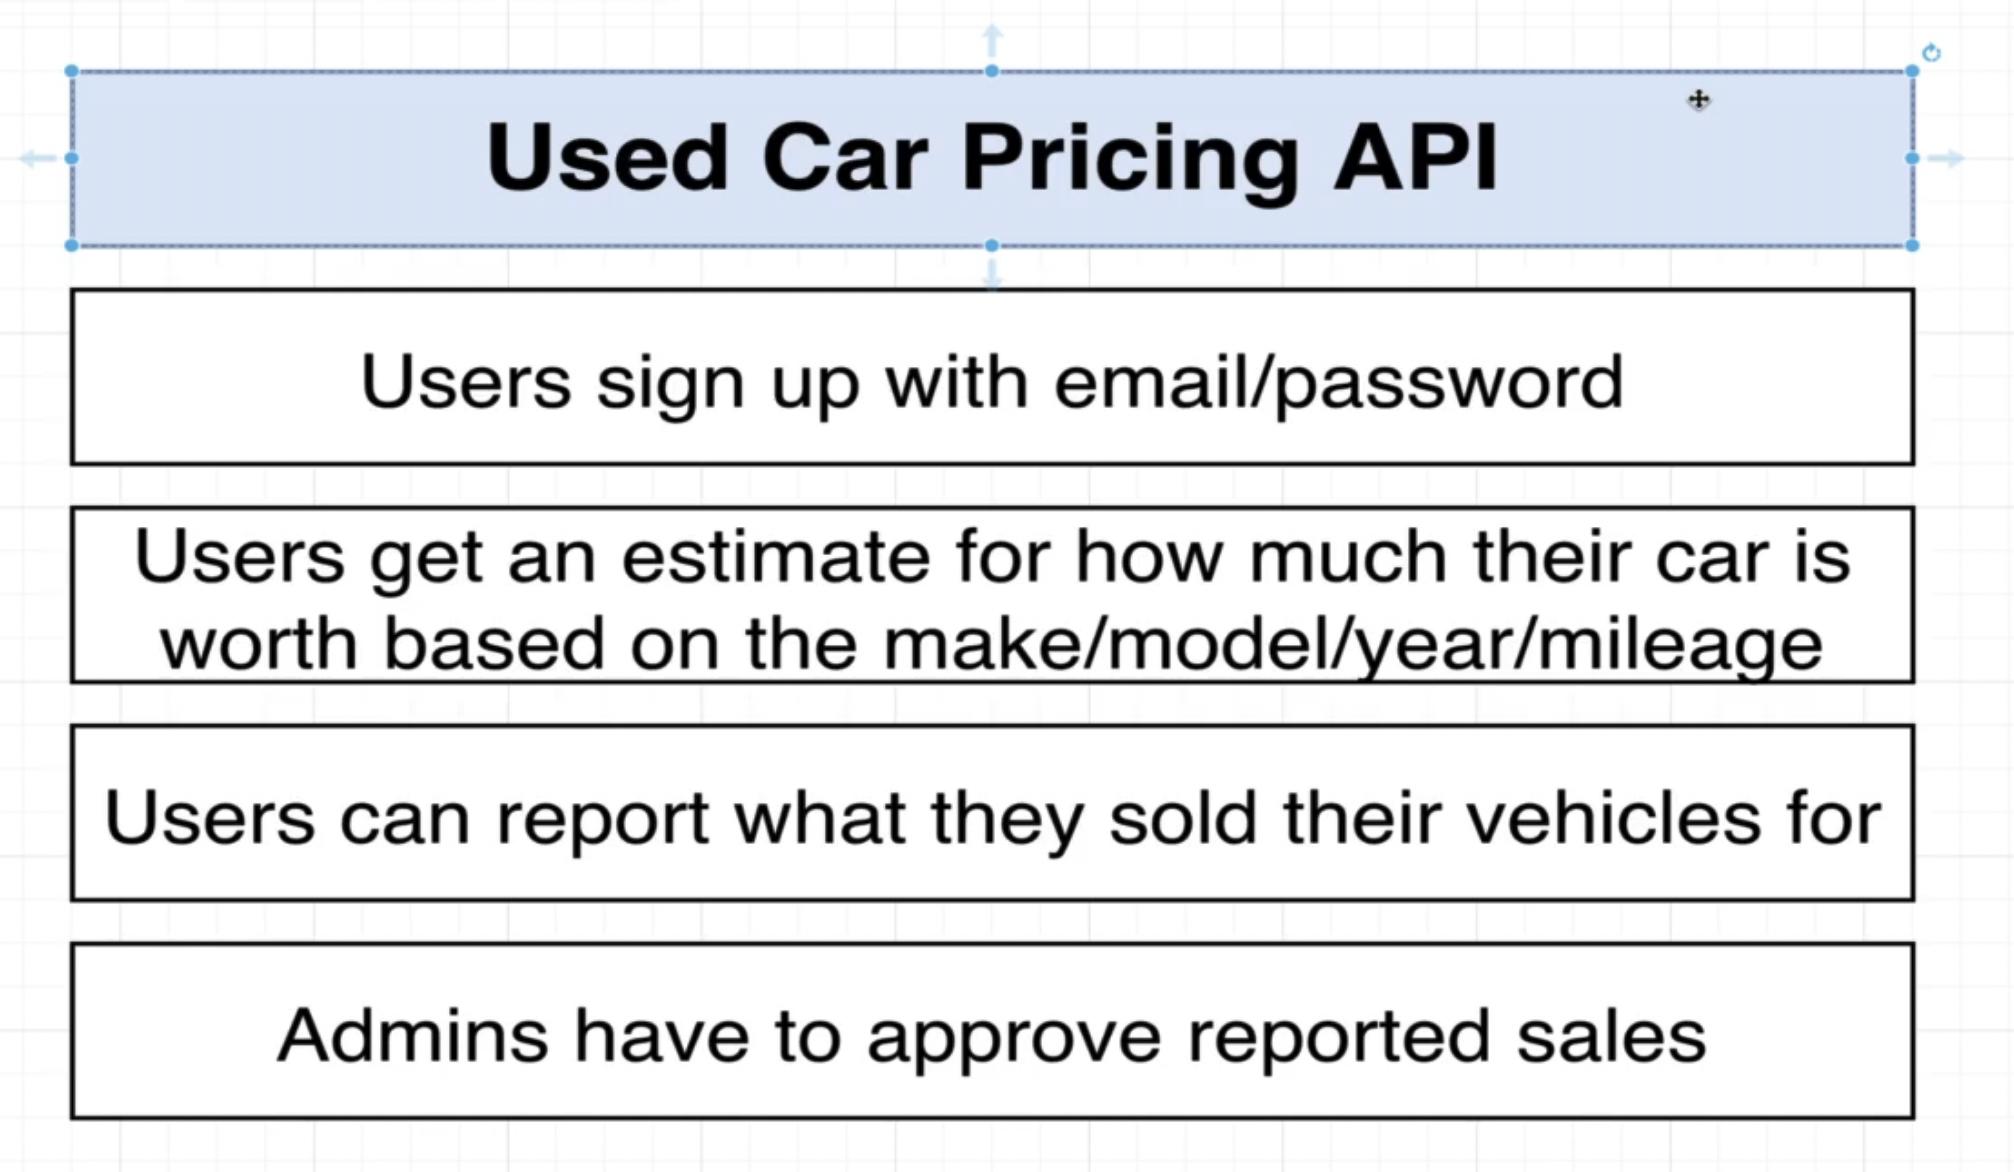 Used Car Pricing API
Users sign up with email/password
Users get an estimate for how much their car is
worth based on the make/model/year/mileage
Users can report what they sold their vehicles for
Admins have to approve reported sales